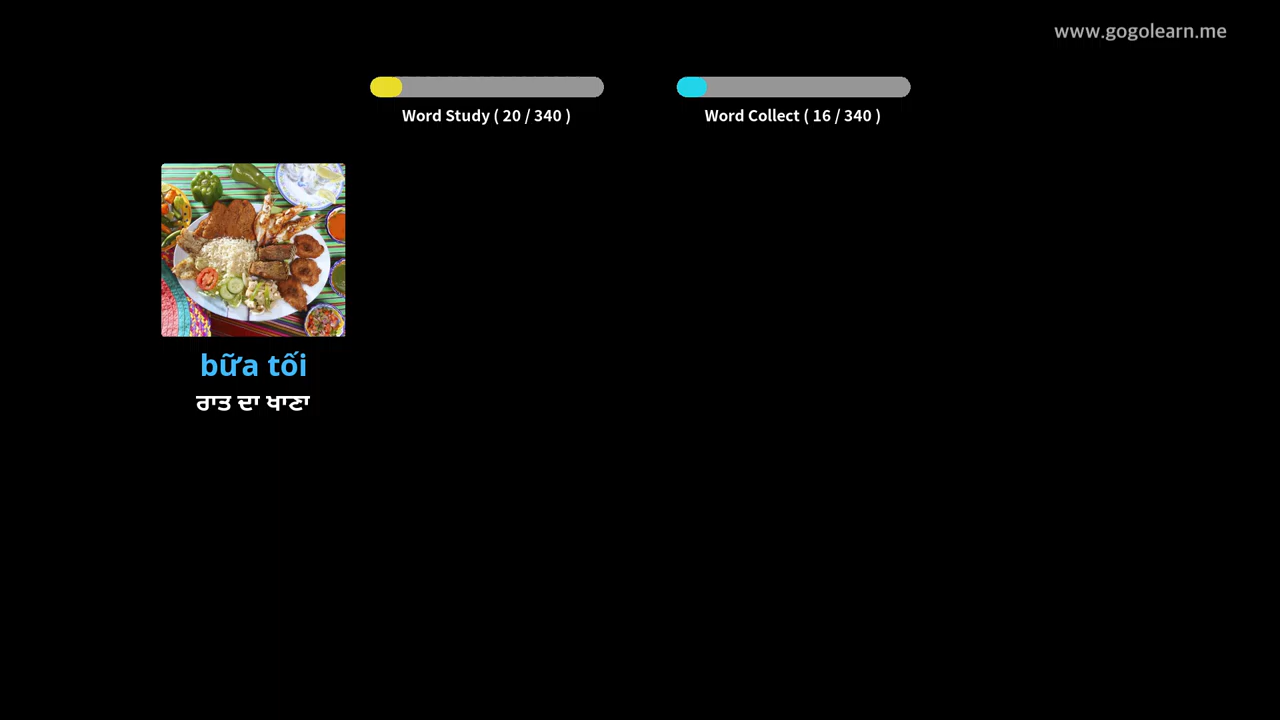 www.gogolearn.me
Word Study ( 20 / 340 )
Word Collect ( 16 / 340 )
bữa tối
ਰਾਤ ਦਾ ਖਾਣਾ